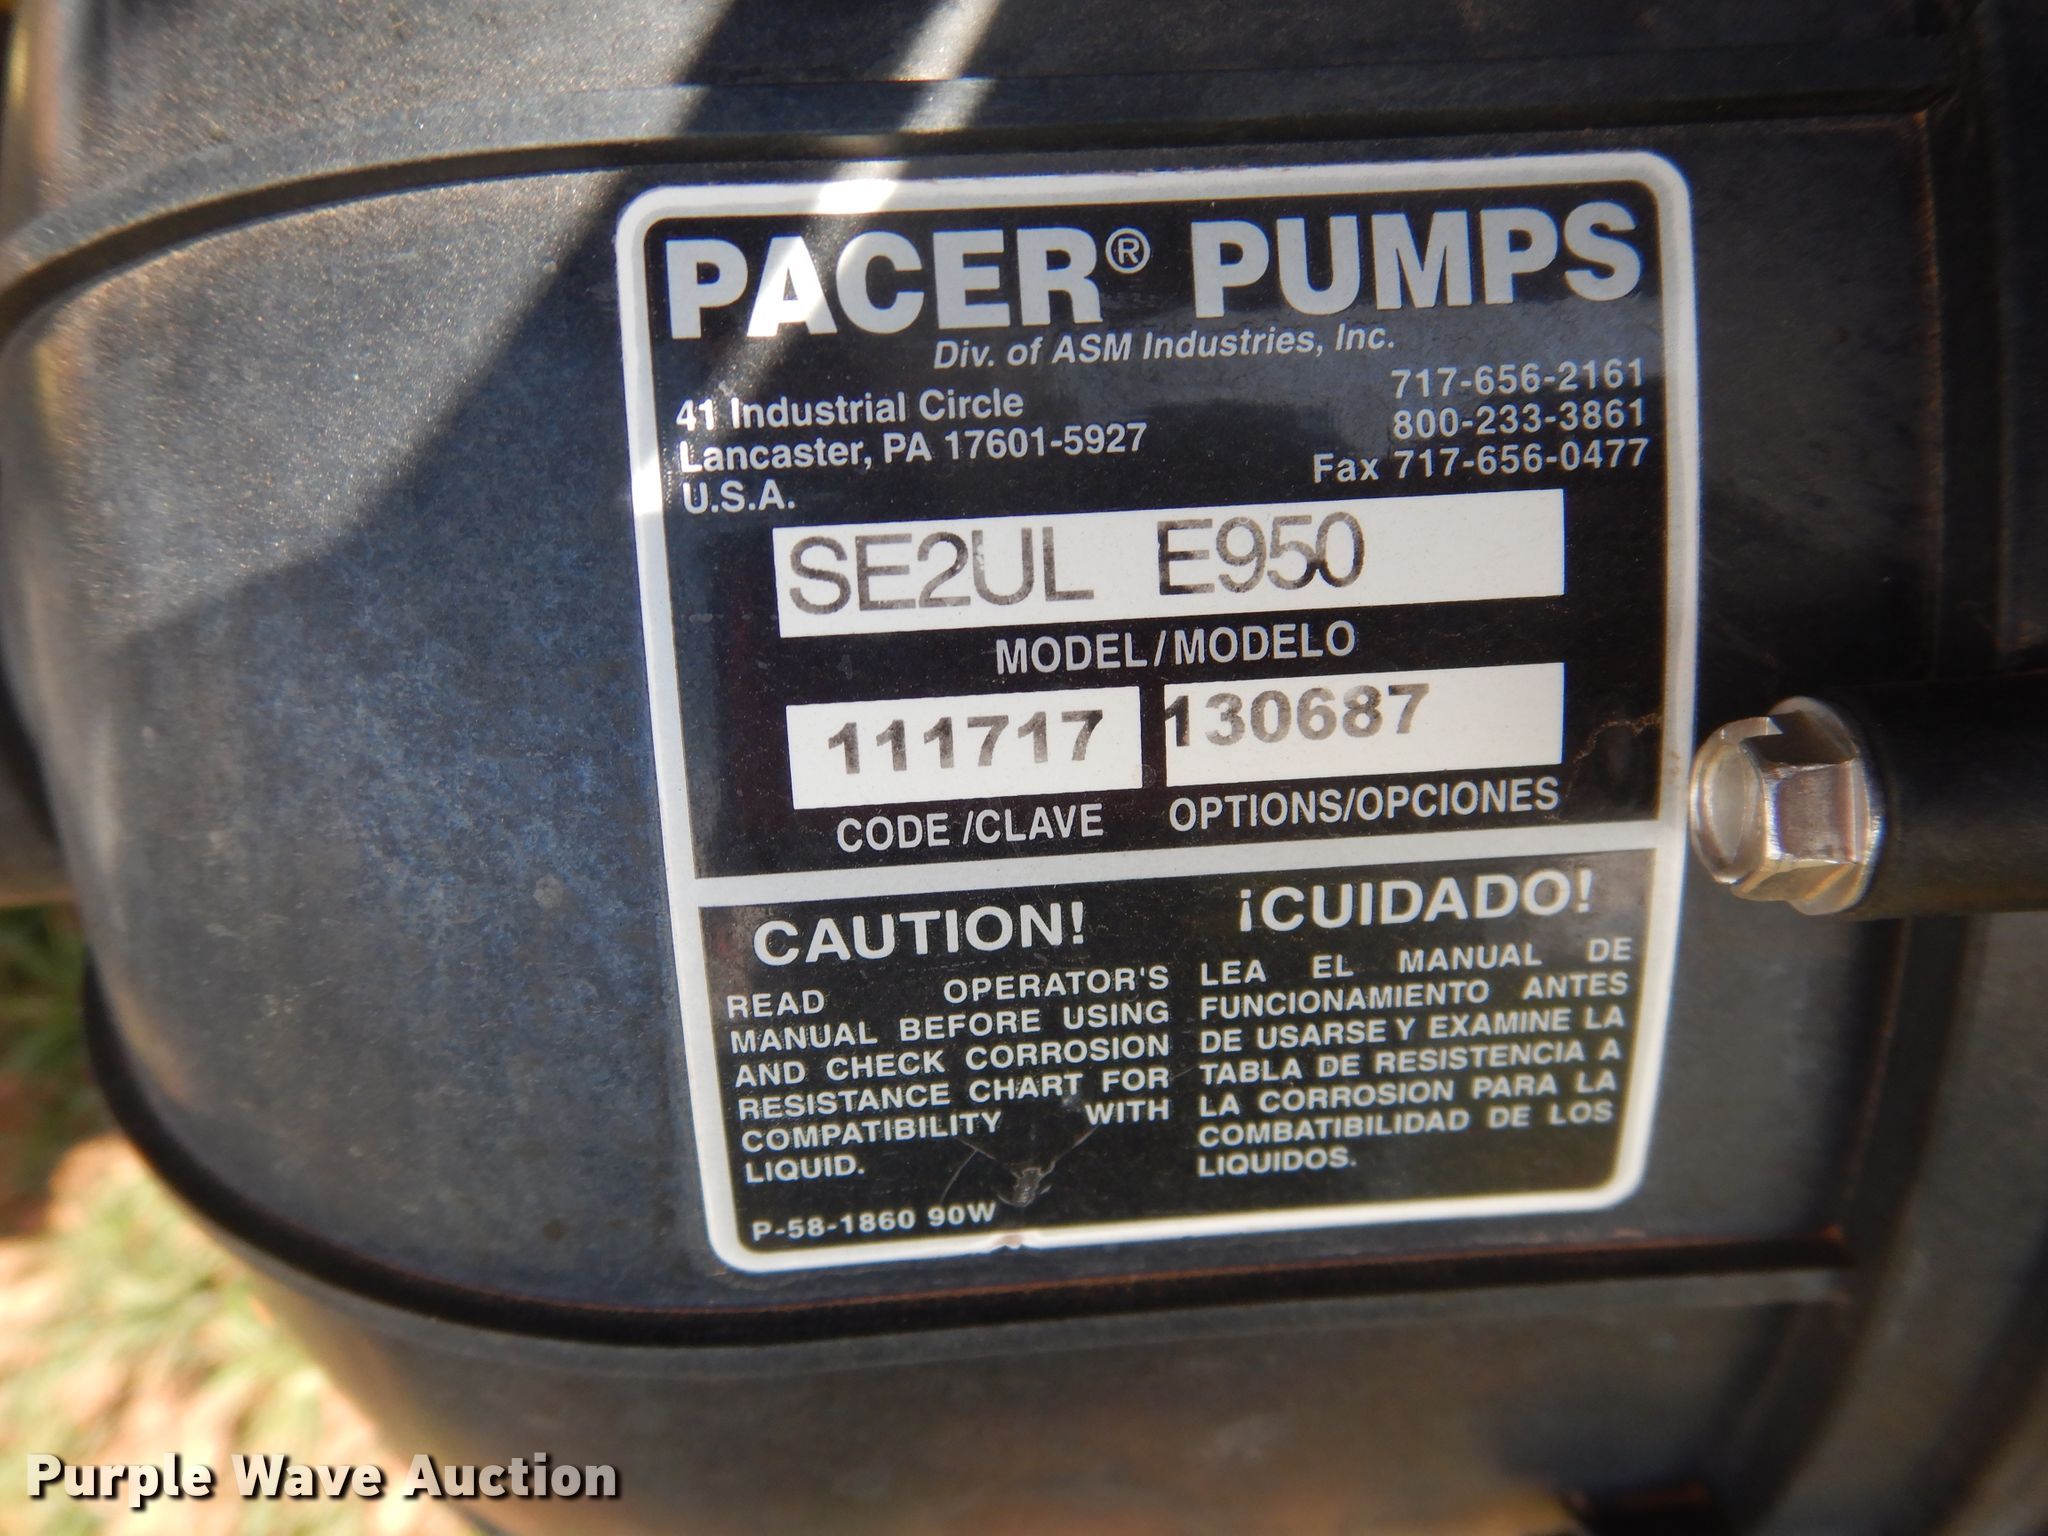 PACER® PUMPS
Div. of ASM Industries, Inc.
41 Industrial Circle
Lancaster, PA 17601-5927
U.S.A.
717-656-2161
800-233-3861
Fax 717-656-0477
SE2UL E950
MODEL/MODELO
111717 130687
CODE/CLAVE OPTIONS/OPCIONES
CAUTION!
READ OPERATOR'S
MANUAL BEFORE USING
AND CHECK CORROSION
RESISTANCE CHART FOR
COMPATIBILITY WITH
LIQUID.
¡CUIDADO!
LEA EL MANUAL DE
FUNCIONAMIENTO ANTES
DE USARSE Y EXAMINE LA
TABLA DE RESISTENCIA A
LA CORROSION PARA LA
COMBATIBILIDAD DE LOS
LIQUIDOS.
P-58-1860 90W
Purple Wave Auction